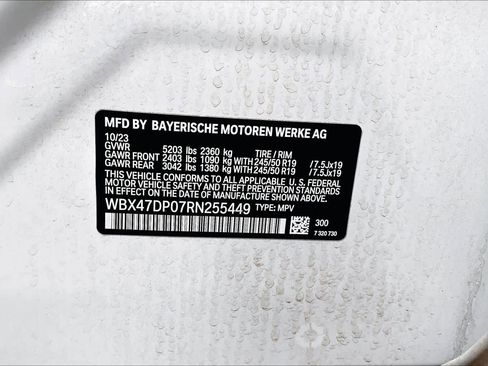 MFD BY BAYERISCHE MOTOREN WERKE AG
10/23
GVWR 5203 lbs 2360 kg TIRE / RIM
GAWR FRONT 2403 lbs 1090 kg WITH 245/50 R19 /7.5Jx19
GAWR REAR 3042 lbs 1380 kg WITH 245/50 R19 /7.5Jx19
THIS VEHICLE CONFORMS TO ALL APPLICABLE U. S. FEDERAL
MOTOR VEHICLE SAFETY AND THEFT PREVENTION STANDARDS
IN EFFECT ON THE DATE OF MANUFACTURE SHOWN ABOVE.
WBX47DP07RN255449 TYPE: MPV
300
7 320 730